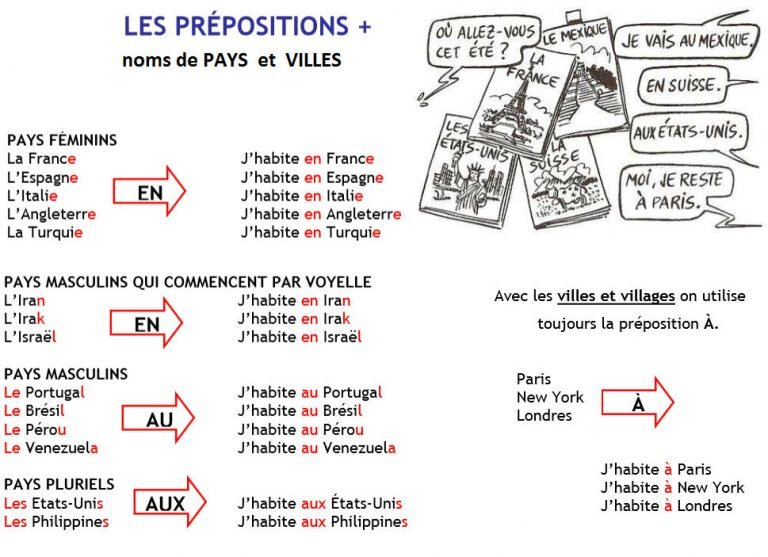 LES PRÉPOSITIONS +
noms de PAYS et VILLES
OÙ ALLEZ-VOUS
CET ÉTÉ ?
LE MEXIQUE
LA
FRANCE
LES
ÉTATS-UNIS
LA
SUISSE
JE VAIS AU MEXIQUE.
EN SUISSE.
AUX ÉTATS-UNIS.
MOI, JE RESTE
À PARIS.
PAYS FÉMININS
La France
L'Espagne
L'Italie
L'Angleterre
La Turquie
EN
J'habite en France
J'habite en Espagne
J'habite en Italie
J'habite en Angleterre
J'habite en Turquie
PAYS MASCULINS QUI COMMENCENT PAR VOYELLE
L'Iran
L'Irak
L'Israël
EN
J'habite en Iran
J'habite en Irak
J'habite en Israël
PAYS MASCULINS
Le Portugal
Le Brésil
Le Pérou
Le Venezuela
AU
J'habite au Portugal
J'habite au Brésil
J'habite au Pérou
J'habite au Venezuela
PAYS PLURIELS
Les Etats-Unis
Les Philippines
AUX
J'habite aux États-Unis
J'habite aux Philippines
Avec les villes et villages on utilise
toujours la préposition À.
Paris
New York
Londres
À
J'habite à Paris
J'habite à New York
J'habite à Londres